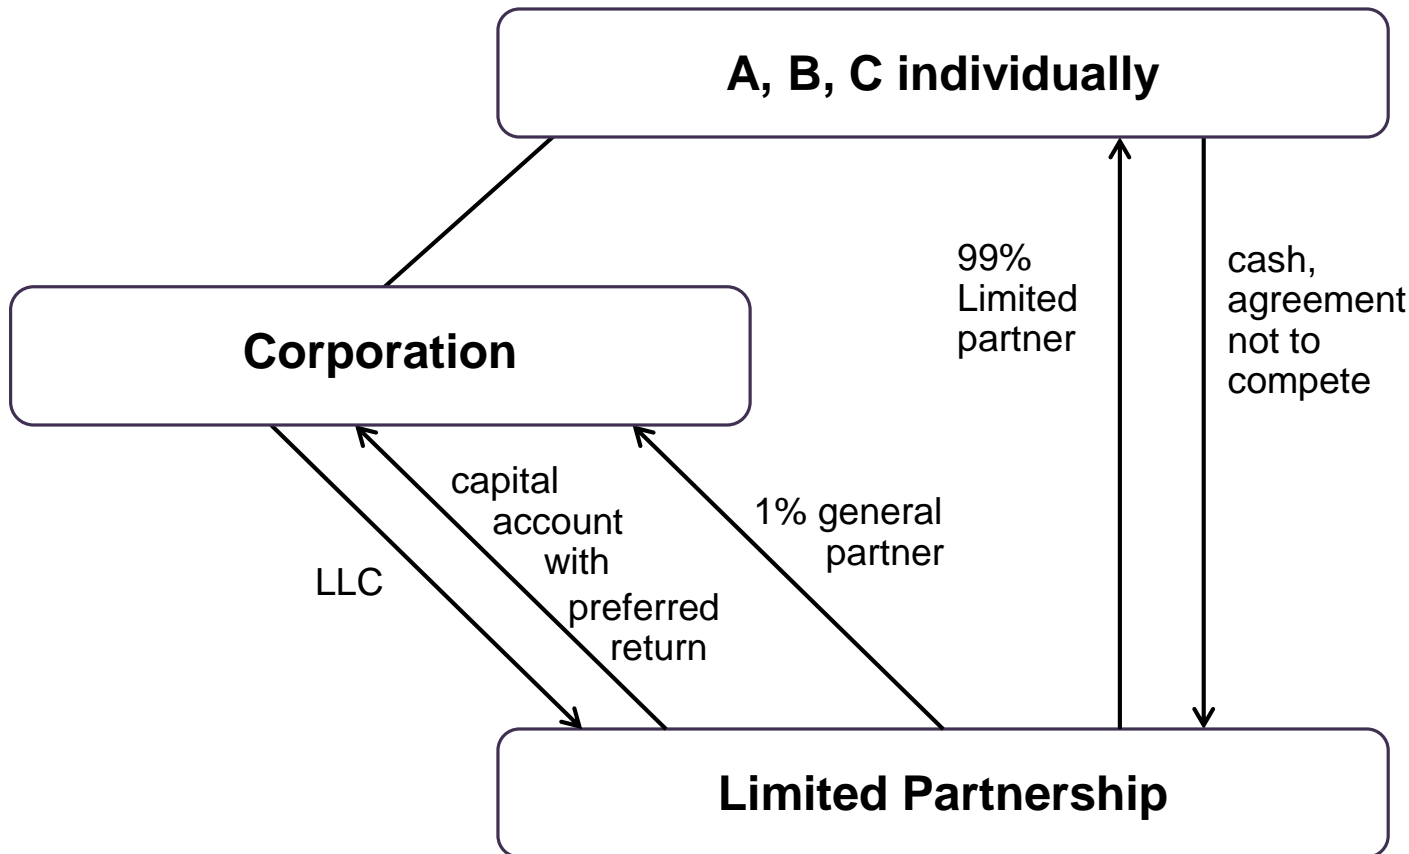 A, B, C individually
99%
Limited
partner
cash,
agreement
not to
compete
Corporation
capital
account
with
preferred
return
1% general
partner
LLC
Limited Partnership